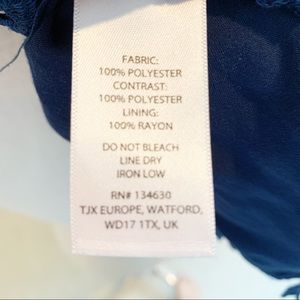 FABRIC:
100% POLYESTER
CONTRAST:
100% POLYESTER
LINING:
100% RAYON
DO NOT BLEACH
LINE DRY
IRON LOW
RN# 134630
TJX EUROPE, WATFORD,
WD17 1TX, UK